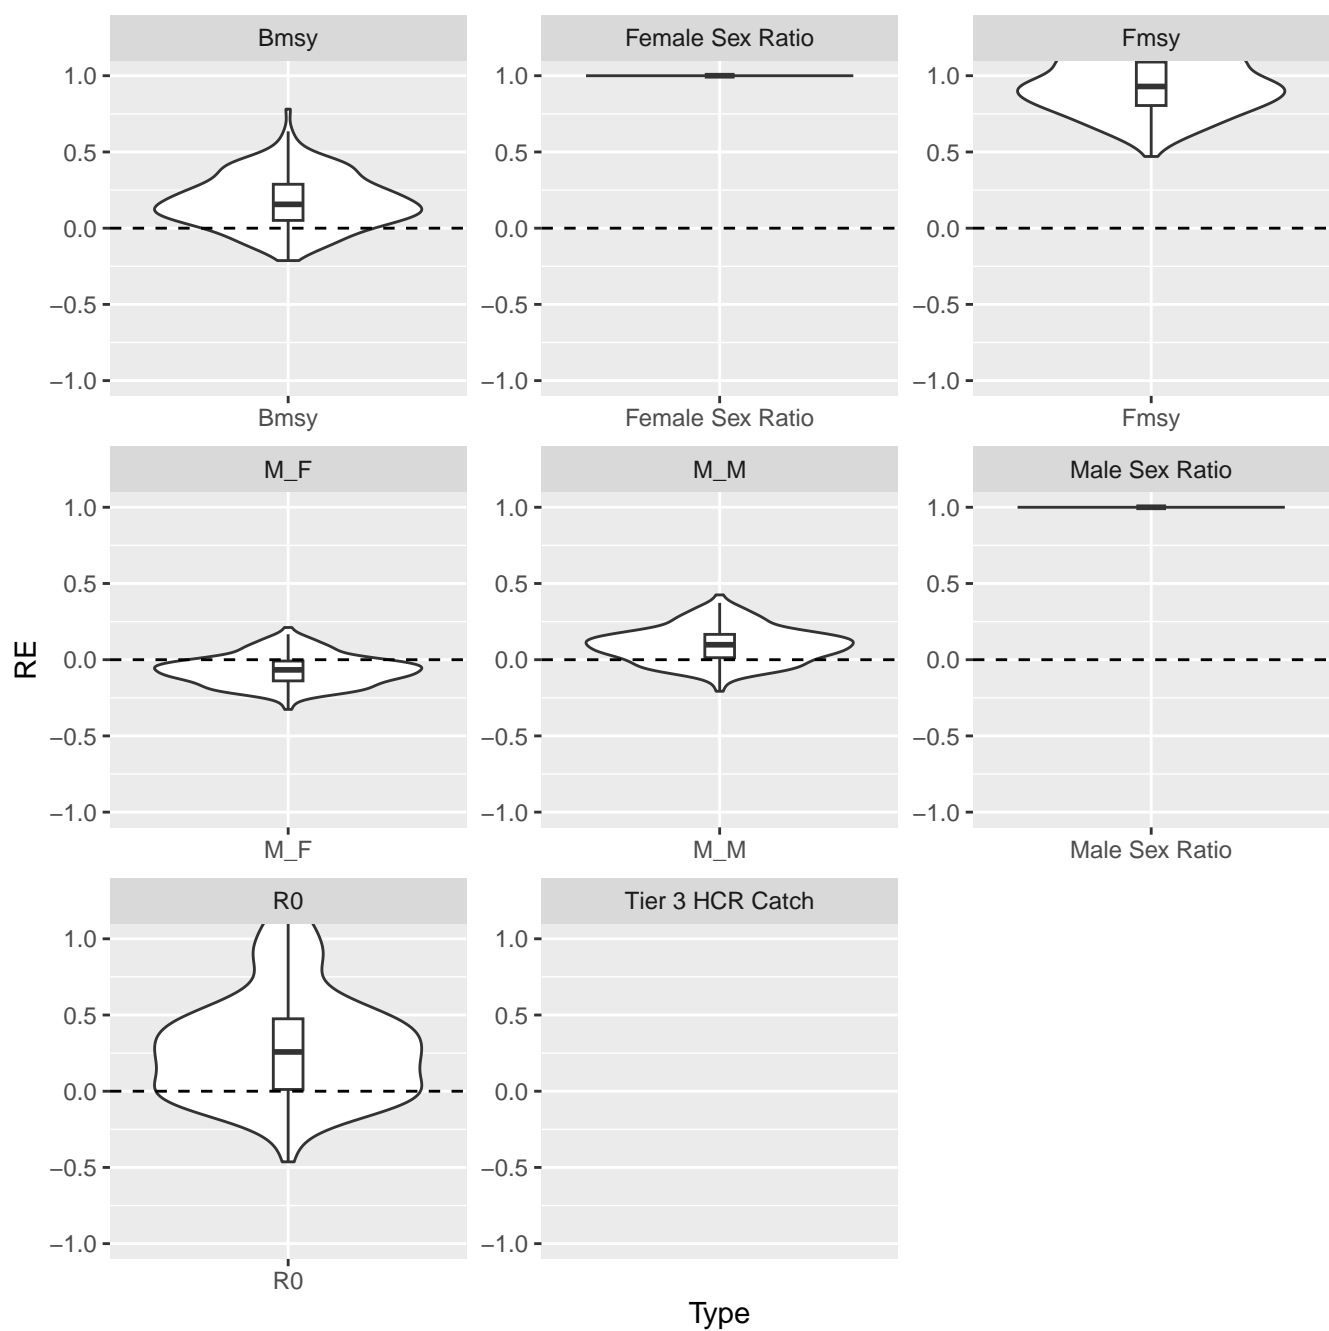 Bmsy Female Sex Ratio Fmsy
1.0 1.0 1.0
0.5 0.5 0.5
0.0 0.0 0.0
−0.5 −0.5 −0.5
−1.0 −1.0 −1.0
Bmsy Female Sex Ratio Fmsy
M_F M_M Male Sex Ratio
1.0 1.0 1.0
0.5 0.5 0.5
RE
0.0 0.0 0.0
−0.5 −0.5 −0.5
−1.0 −1.0 −1.0
M_F M_M Male Sex Ratio
R0 Tier 3 HCR Catch
1.0 1.0
0.5 0.5
0.0 0.0
−0.5 −0.5
−1.0 −1.0
R0
Type